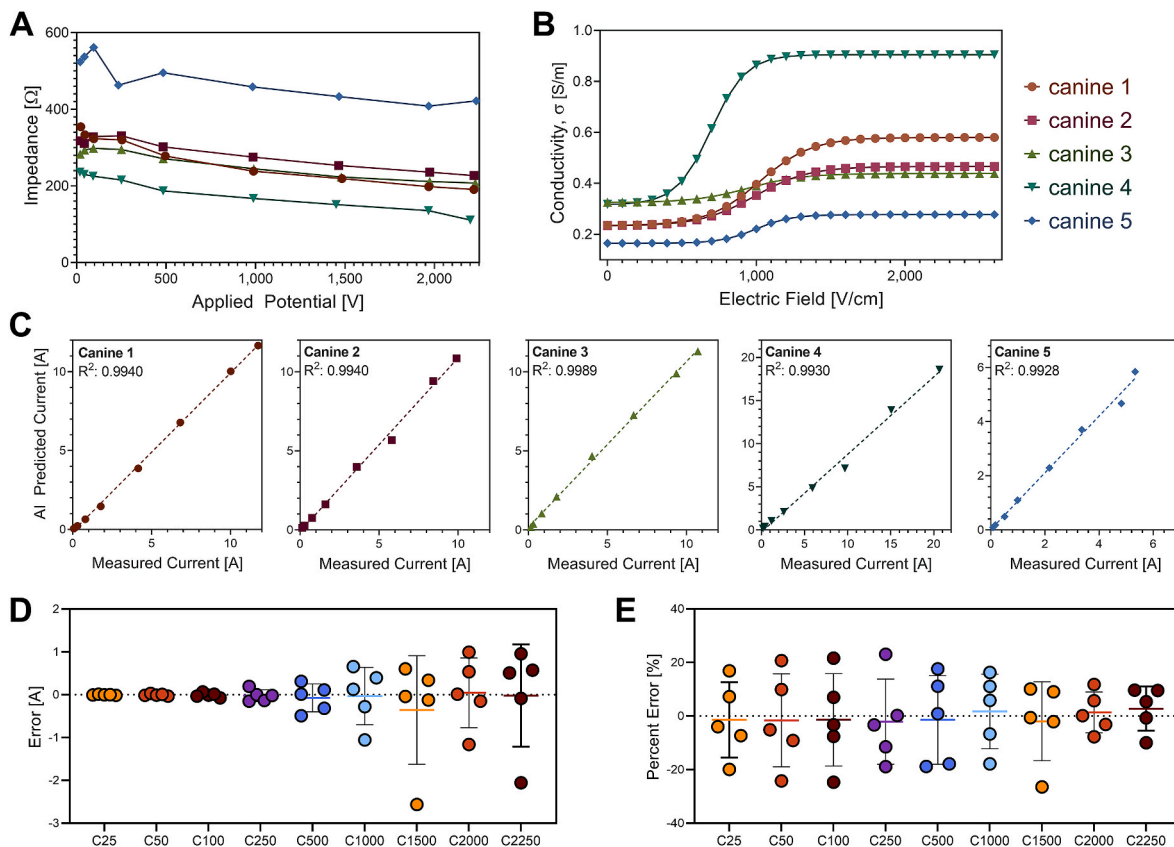 A
600
400
200
0
Impedance [Ω]
0
500
1,000
1,500
2,000
Applied Potential [V]
B
1.0
0.8
0.6
0.4
0.2
Conductivity, σ [S/m]
1,000
2,000
Electric Field [V/cm]
canine 1
canine 2
canine 3
canine 4
canine 5
C
AI Predicted Current [A]
Canine 1
R²: 0.9940
10
5
0
0
5
10
Measured Current [A]
Canine 2
R²: 0.9940
10
5
0
0
5
10
Measured Current [A]
Canine 3
R²: 0.9989
10
5
0
0
5
10
Measured Current [A]
Canine 4
R²: 0.9930
20
15
10
5
0
0
5
10
15
20
Measured Current [A]
Canine 5
R²: 0.9928
6
4
2
0
0
2
4
6
Measured Current [A]
D
2
1
0
-1
-2
-3
Error [A]
C25
C50
C100
C250
C500
C1000
C1500
C2000
C2250
E
40
20
0
-20
-40
Percent Error [%]
C25
C50
C100
C250
C500
C1000
C1500
C2000
C2250